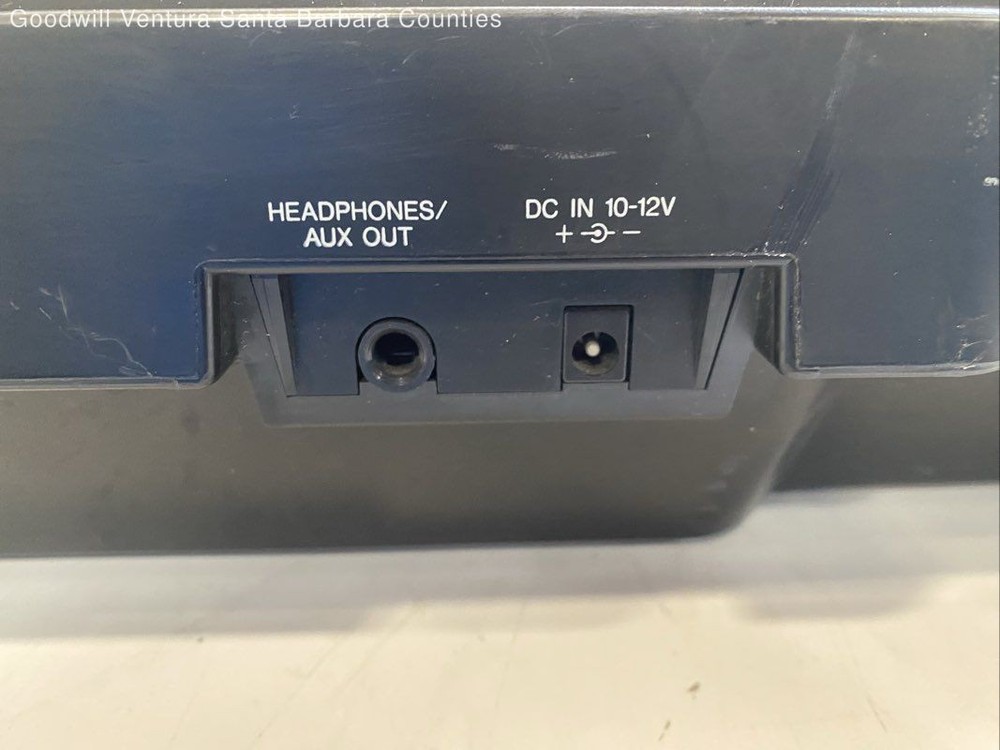 Goodwill Ventura Santa Barbara Counties
HEADPHONES/
AUX OUT
DC IN 10-12V
+ -